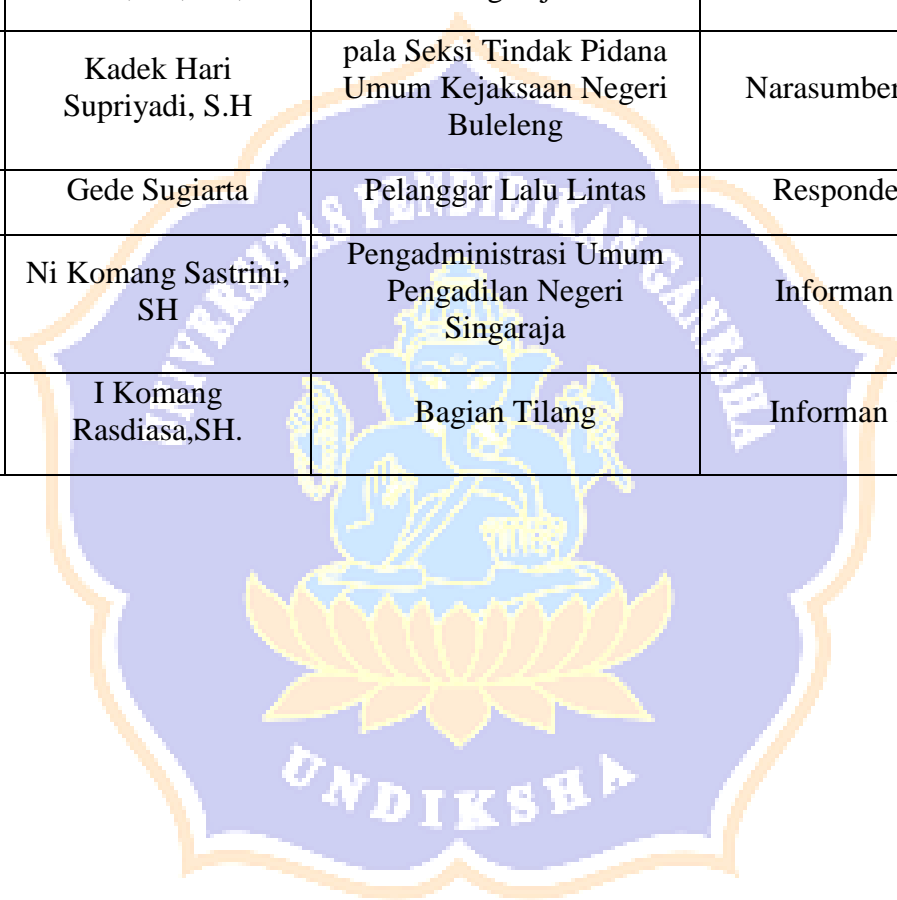 Kadek Hari
Supriyadi, S.H
pala Seksi Tindak Pidana
Umum Kejaksaan Negeri
Buleleng
Narasumber
Gede Sugiarta
Pelanggar Lalu Lintas
Responde
Ni Komang Sastrini,
SH
Pengadministrasi Umum
Pengadilan Negeri
Singaraja
Informan
I Komang
Rasdiasa,SH.
Bagian Tilang
Informan
UNIVERSITAS PENDIDIKAN GANESHA
UNDIKSHA